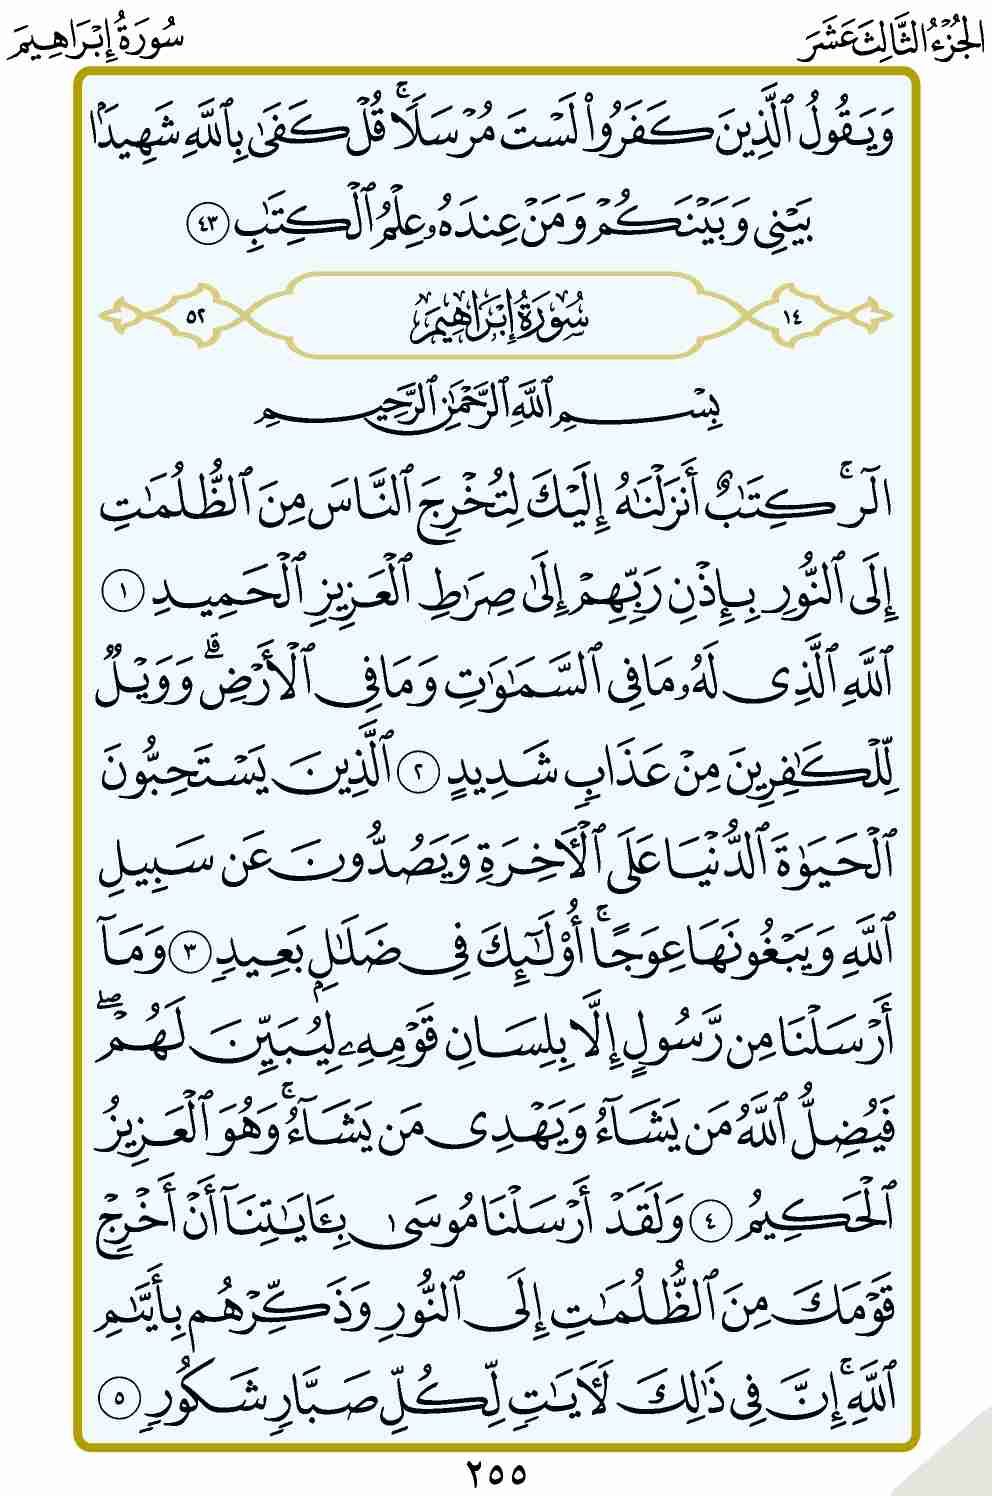 الجُزْءُ الثَّالِثَ عَشَرَ
سُورَةُ إِبْرَاهِيمَ
وَيَقُولُ ٱلَّذِينَ كَفَرُوا۟ لَسْتَ مُرْسَلًاۚ قُلْ كَفَىٰ بِٱللَّهِ شَهِيدًۢا
بَيْنِى وَبَيْنَكُمْ وَمَنْ عِندَهُۥ عِلْمُ ٱلْكِتَٰبِ ٤٣
١٤ سُورَةُ إِبْرَاهِيمَ ٥٢
بِسْمِ ٱللَّهِ ٱلرَّحْمَٰنِ ٱلرَّحِيمِ
الٓرۚ كِتَٰبٌ أَنزَلْنَٰهُ إِلَيْكَ لِتُخْرِجَ ٱلنَّاسَ مِنَ ٱلظُّلُمَٰتِ
إِلَى ٱلنُّورِ بِإِذْنِ رَبِّهِمْ إِلَىٰ صِرَٰطِ ٱلْعَزِيزِ ٱلْحَمِيدِ ١
ٱللَّهِ ٱلَّذِى لَهُۥ مَا فِى ٱلسَّمَٰوَٰتِ وَمَا فِى ٱلْأَرْضِۗ وَوَيْلٌ
لِّلْكَٰفِرِينَ مِنْ عَذَابٍ شَدِيدٍ ٢ ٱلَّذِينَ يَسْتَحِبُّونَ
ٱلْحَيَوٰةَ ٱلدُّنْيَا عَلَى ٱلْءَاخِرَةِ وَيَصُدُّونَ عَن سَبِيلِ
ٱللَّهِ وَيَبْغُونَهَا عِوَجًاۚ أُو۟لَٰٓئِكَ فِى ضَلَٰلٍۭ بَعِيدٍ ٣ وَمَآ
أَرْسَلْنَا مِن رَّسُولٍ إِلَّا بِلِسَانِ قَوْمِهِۦ لِيُبَيِّنَ لَهُمْۖ
فَيُضِلُّ ٱللَّهُ مَن يَشَآءُ وَيَهْدِى مَن يَشَآءُۚ وَهُوَ ٱلْعَزِيزُ
ٱلْحَكِيمُ ٤ وَلَقَدْ أَرْسَلْنَا مُوسَىٰ بِـَٔايَٰتِنَآ أَنْ أَخْرِجْ
قَوْمَكَ مِنَ ٱلظُّلُمَٰتِ إِلَى ٱلنُّورِ وَذَكِّرْهُم بِأَيَّىٰمِ
ٱللَّهِۚ إِنَّ فِى ذَٰلِكَ لَءَايَٰتٍ لِّكُلِّ صَبَّارٍ شَكُورٍ ٥
٢٥٥